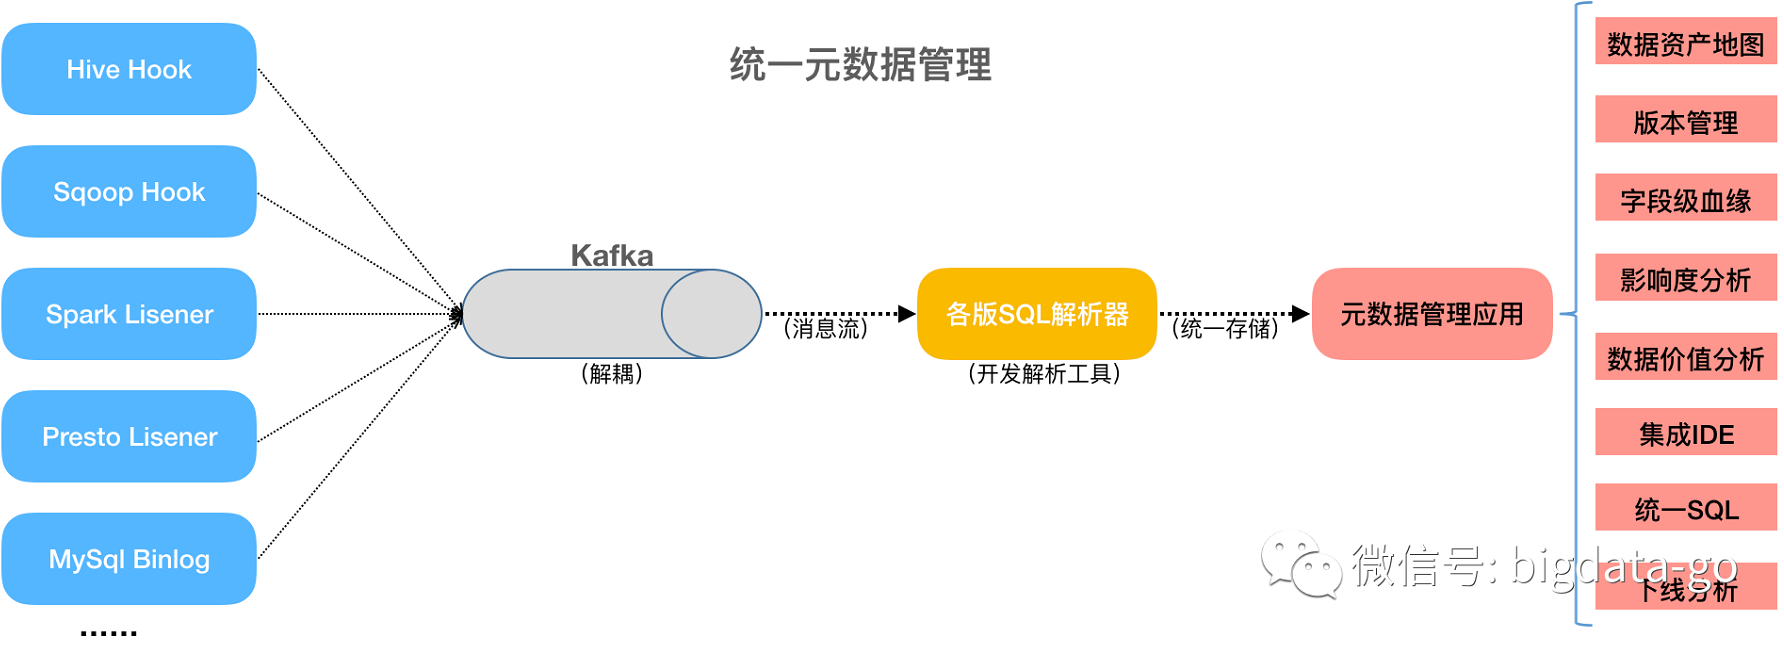 统一元数据管理
Hive Hook
Sqoop Hook
Spark Lisener
Presto Lisener
MySql Binlog
......
Kafka
(解耦)
(消息流)
各版SQL解析器
(开发解析工具)
(统一存储)
元数据管理应用
数据资产地图
版本管理
字段级血缘
影响度分析
数据价值分析
集成IDE
统一SQL
下线分析
微信号: bigdata-go